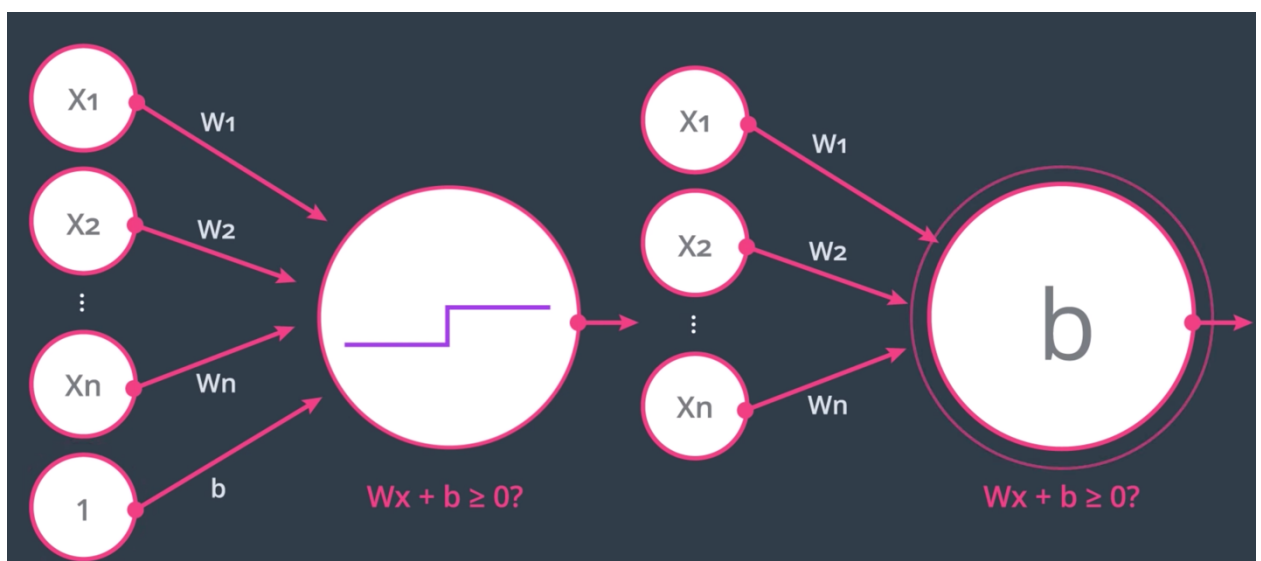 X1
W1
X2
W2
⋮
Xn
Wn
1
b
Wx + b ≥ 0?
X1
W1
X2
W2
⋮
Xn
Wn
b
Wx + b ≥ 0?